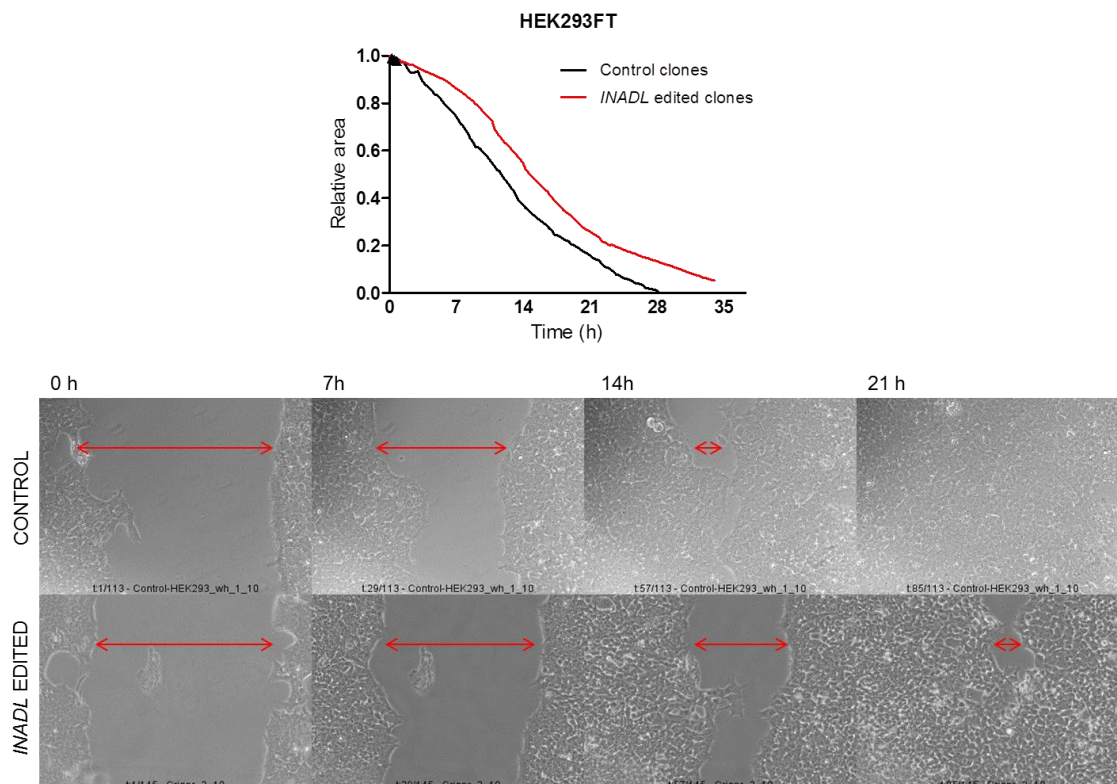 HEK293FT
1.0
0.8
0.6
0.4
0.2
0.0
Relative area
Control clones
INADL edited clones
0 7 14 21 28 35
Time (h)
0 h 7h 14h 21 h
CONTROL
t:1/113 - Control-HEK293_wh_1_10 t:29/113 - Control-HEK293_wh_1_10 t:57/113 - Control-HEK293_wh_1_10 t:85/113 - Control-HEK293_wh_1_10
INADL EDITED